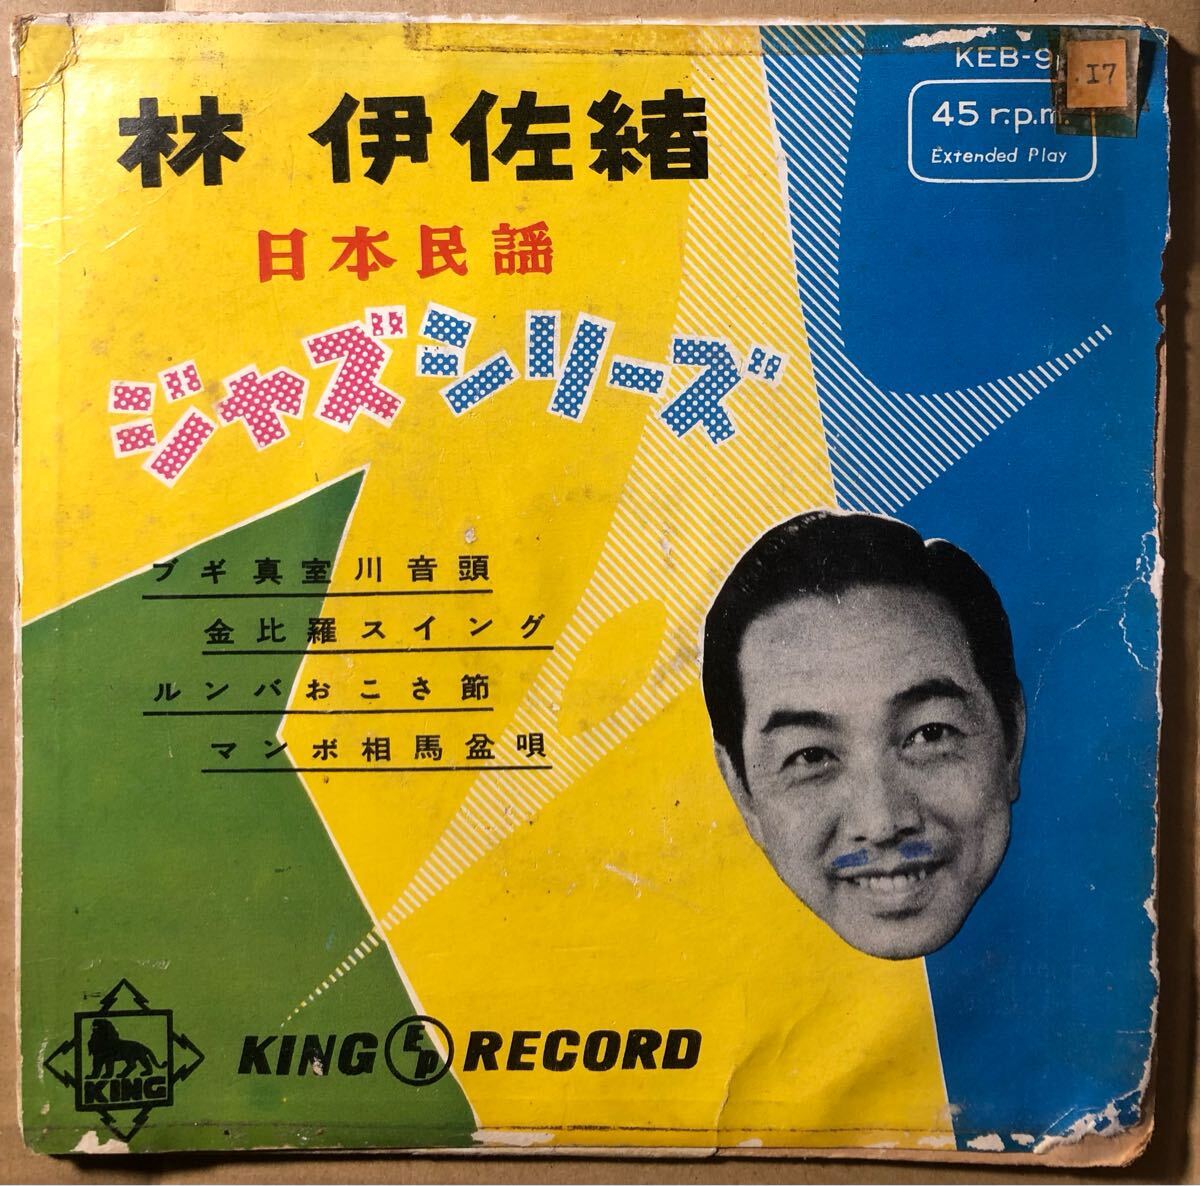 KEB-9
.I7
45 r.p.m.
Extended Play
林 伊佐緒
日本民謡
ジャズシリーズ
ブギ真室川音頭
金比羅スイング
ルンバおこさ節
マンボ相馬盆唄
KING
KING EP RECORD